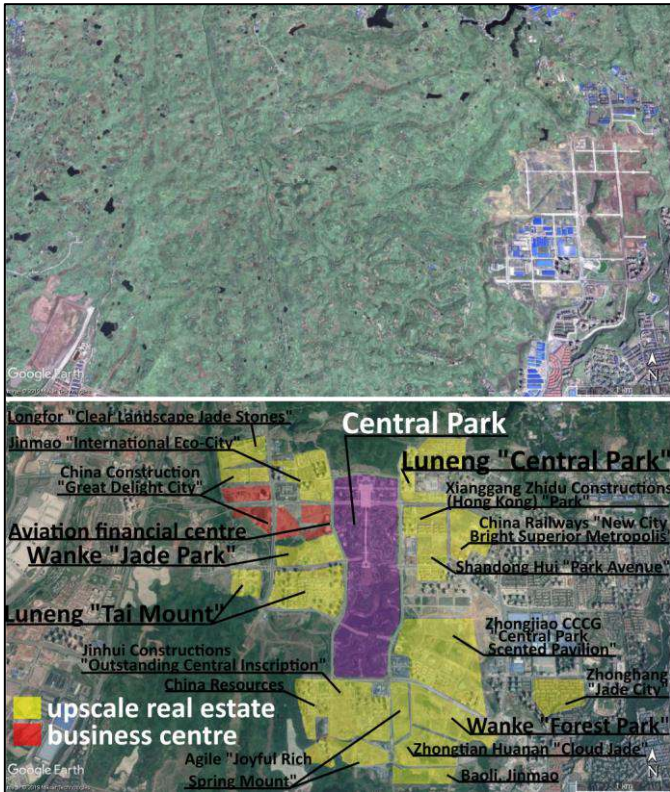 Google Earth
N
1 km
Longfor "Clear Landscape Jade Stones"
Jinmao "International Eco-City"
Central Park
China Construction
"Great Delight City"
Luneng "Central Park"
Xianggang Zhidu Constructions
(Hong Kong) "Park"
Aviation financial centre
China Railways "New City
Bright Superior Metropolis"
Wanke "Jade Park"
Shandong Hui "Park Avenue"
Luneng "Tai Mount"
Zhongjiao CCCG
"Central Park
Scented Pavilion"
Jinhui Constructions
"Outstanding Central Inscription"
Zhonghang
"Jade City"
China Resources
upscale real estate
business centre
Wanke "Forest Park"
Zhongtian Huanan "Cloud Jade"
Agile "Joyful Rich
Spring Mount"
Baoli, Jinmao
Google Earth
N
1 km